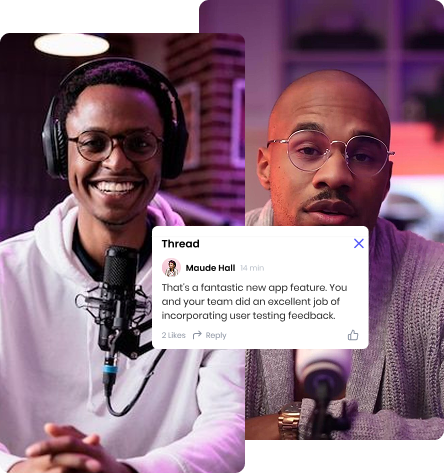 Thread
Maude Hall 14 min
That's a fantastic new app feature. You
and your team did an excellent job of
incorporating user testing feedback.
2 Likes Reply